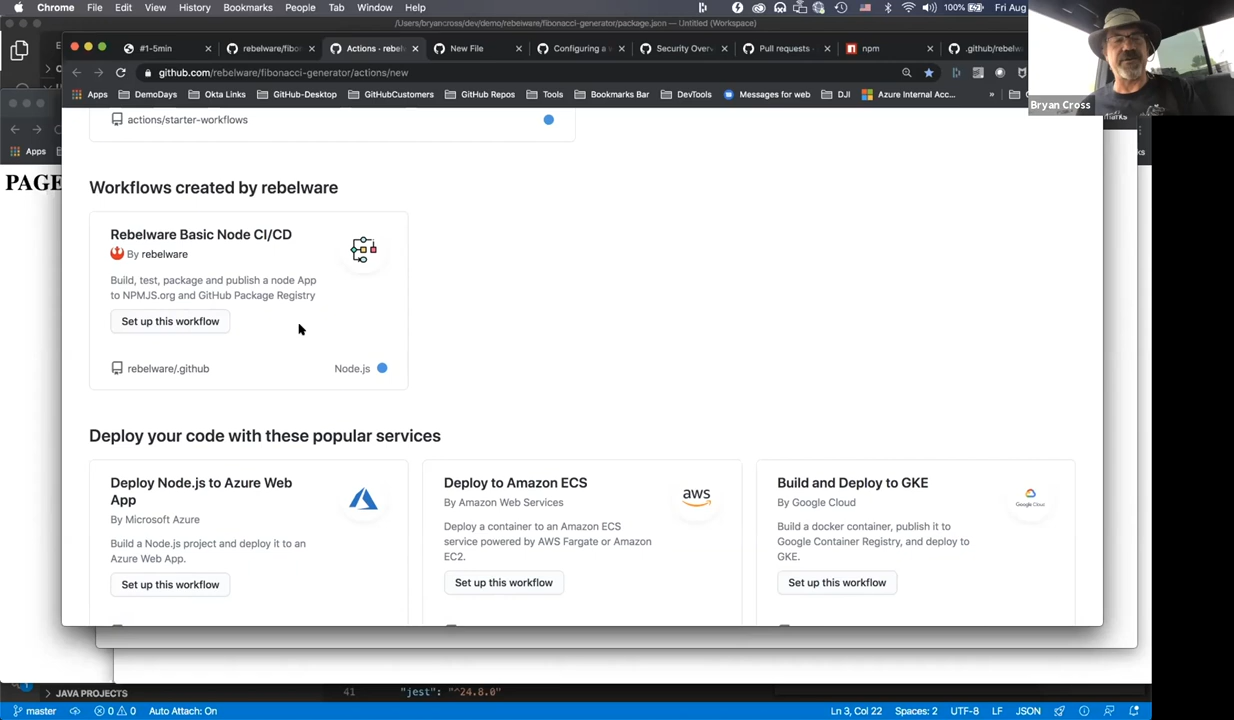 Chrome File Edit View History Bookmarks People Tab Window Help 100% Fri Aug
/Users/bryancross/dev/demo/rebelware/fibonacci-generator/package.json — Untitled (Workspace)
#1-5min × rebelware/fibo × Actions · rebel × New File × Configuring a × Security Over × Pull requests × npm × .github/rebelw
github.com/rebelware/fibonacci-generator/actions/new
Apps DemoDays Okta Links GitHub-Desktop GitHubCustomers GitHub Repos Tools Bookmarks Bar DevTools Messages for web DJI Azure Internal Acc... »
Bryan Cross
marks
actions/starter-workflows
Apps
PAGE
Workflows created by rebelware
Rebelware Basic Node CI/CD
By rebelware
Build, test, package and publish a node App
to NPMJS.org and GitHub Package Registry
Set up this workflow
rebelware/.github Node.js
Deploy your code with these popular services
Deploy Node.js to Azure Web
App
By Microsoft Azure
Build a Node.js project and deploy it to an
Azure Web App.
Set up this workflow
Deploy to Amazon ECS
aws
By Amazon Web Services
Deploy a container to an Amazon ECS
service powered by AWS Fargate or Amazon
EC2.
Set up this workflow
Build and Deploy to GKE
Google Cloud
By Google Cloud
Build a docker container, publish it to
Google Container Registry, and deploy to
GKE.
Set up this workflow
JAVA PROJECTS
41 "jest": "^24.8.0"
master 0 0 Auto Attach: On Ln 3, Col 22 Spaces: 2 UTF-8 LF JSON